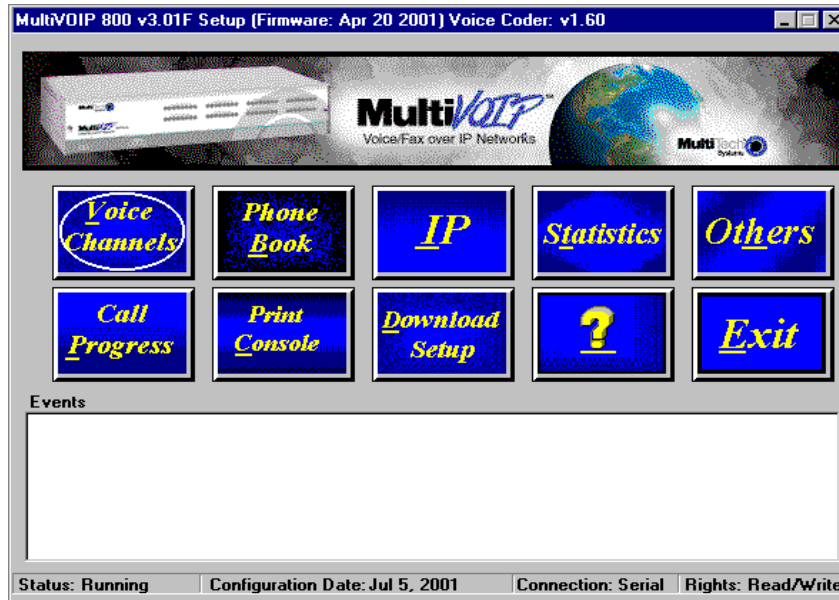 MultiVOIP 800 v3.01F Setup (Firmware: Apr 20 2001) Voice Coder: v1.60
MultiVOIP™
Voice/Fax over IP Networks
MultiTech
Systems
Voice
Channels
Phone
Book
IP
Statistics
Others
Call
Progress
Print
Console
Download
Setup
?
Exit
Events
Status: Running
Configuration Date: Jul 5, 2001
Connection: Serial
Rights: Read/Write